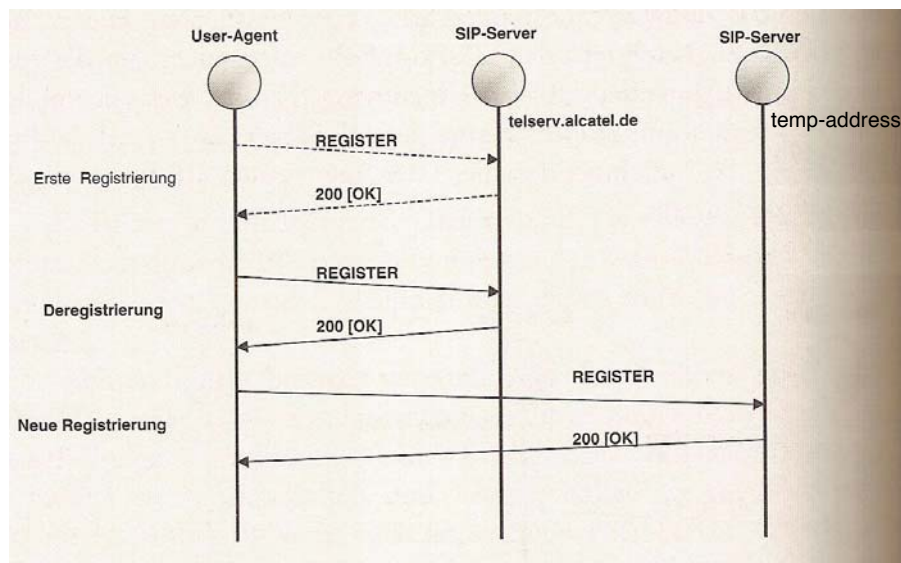 User-Agent
SIP-Server
SIP-Server
telserv.alcatel.de
temp-address
REGISTER
Erste Registrierung
200 [OK]
REGISTER
Deregistrierung
200 [OK]
REGISTER
Neue Registrierung
200 [OK]